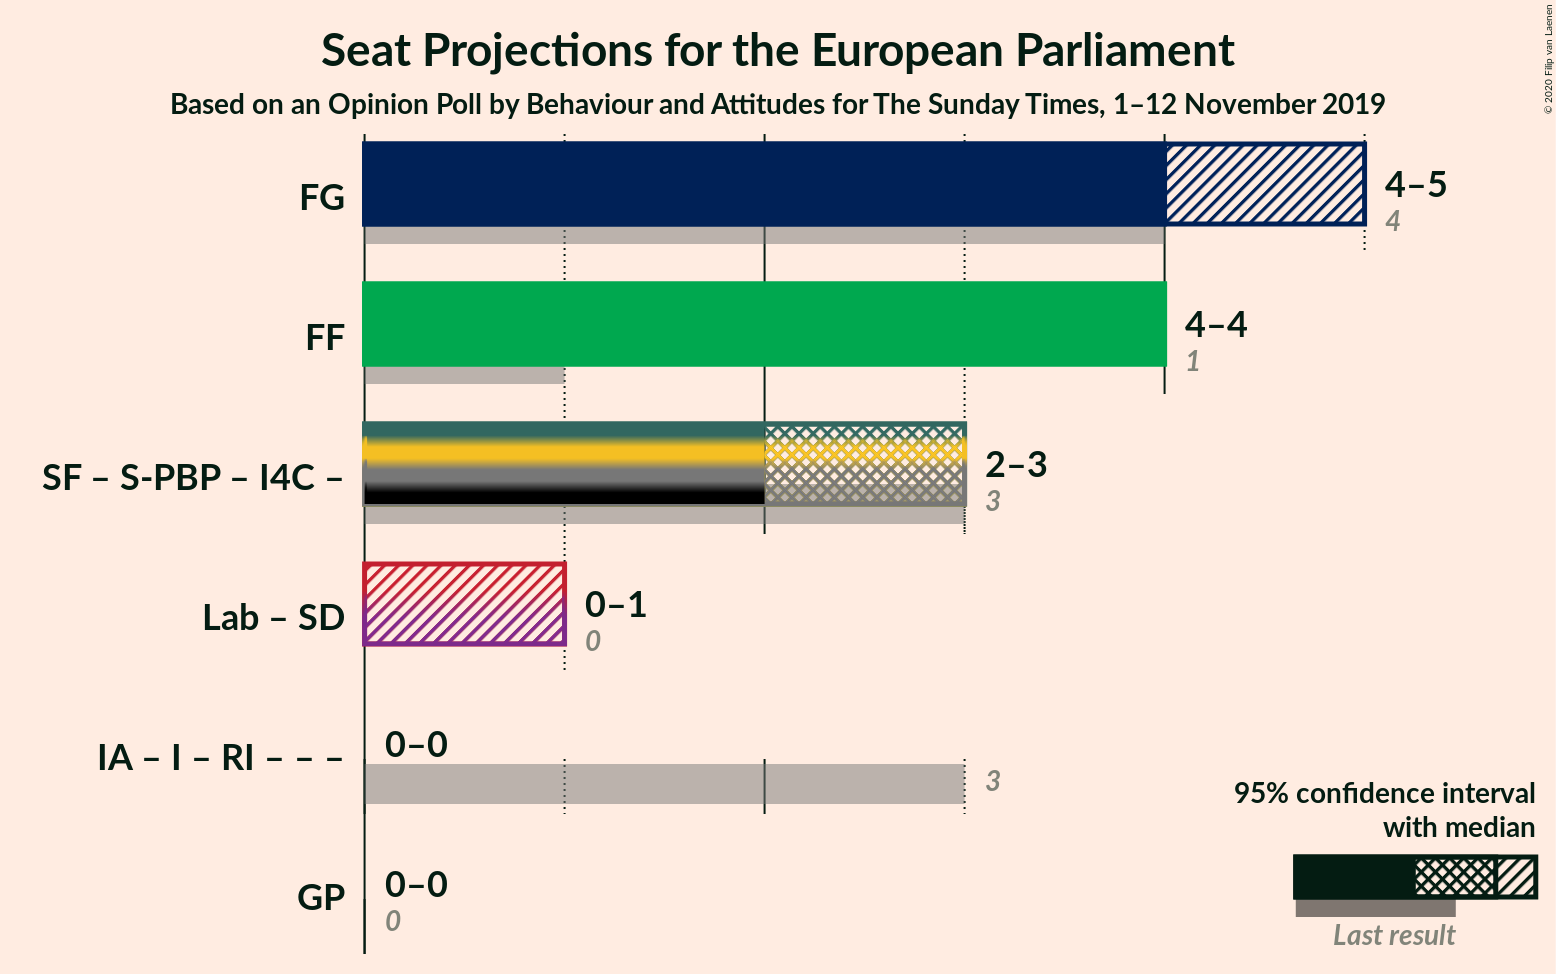 Seat Projections for the European Parliament
Based on an Opinion Poll by Behaviour and Attitudes for The Sunday Times, 1–12 November 2019
© 2020 Filip van Laenen
FG
4–5
4
FF
4–4
1
SF – S-PBP – I4C –
2–3
3
Lab – SD
0–1
0
IA – I – RI – – –
0–0
3
GP
0–0
0
95% confidence interval
with median
Last result